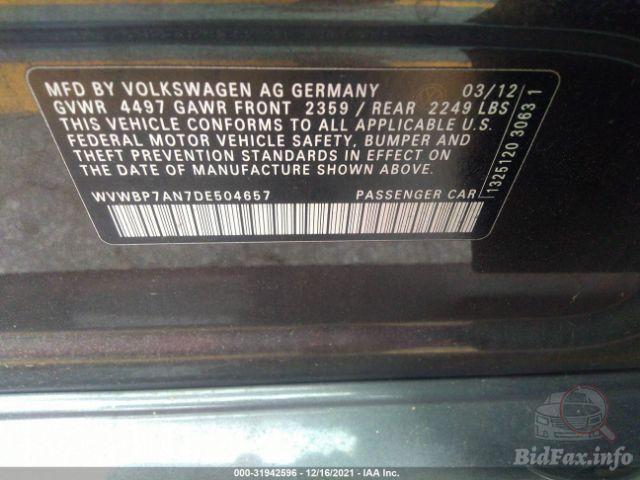 MFD BY VOLKSWAGEN AG GERMANY 03/12
GVWR 4497 GAWR FRONT 2359 / REAR 2249 LBS
THIS VEHICLE CONFORMS TO ALL APPLICABLE U.S.
FEDERAL MOTOR VEHICLE SAFETY, BUMPER AND
THEFT PREVENTION STANDARDS IN EFFECT ON
THE DATE OF MANUFACTURE SHOWN ABOVE.
WVWBP7AN7DE504657 PASSENGER CAR
1325120 3063 1
BidFax.info
000-31942596 - 12/16/2021 - IAA Inc.